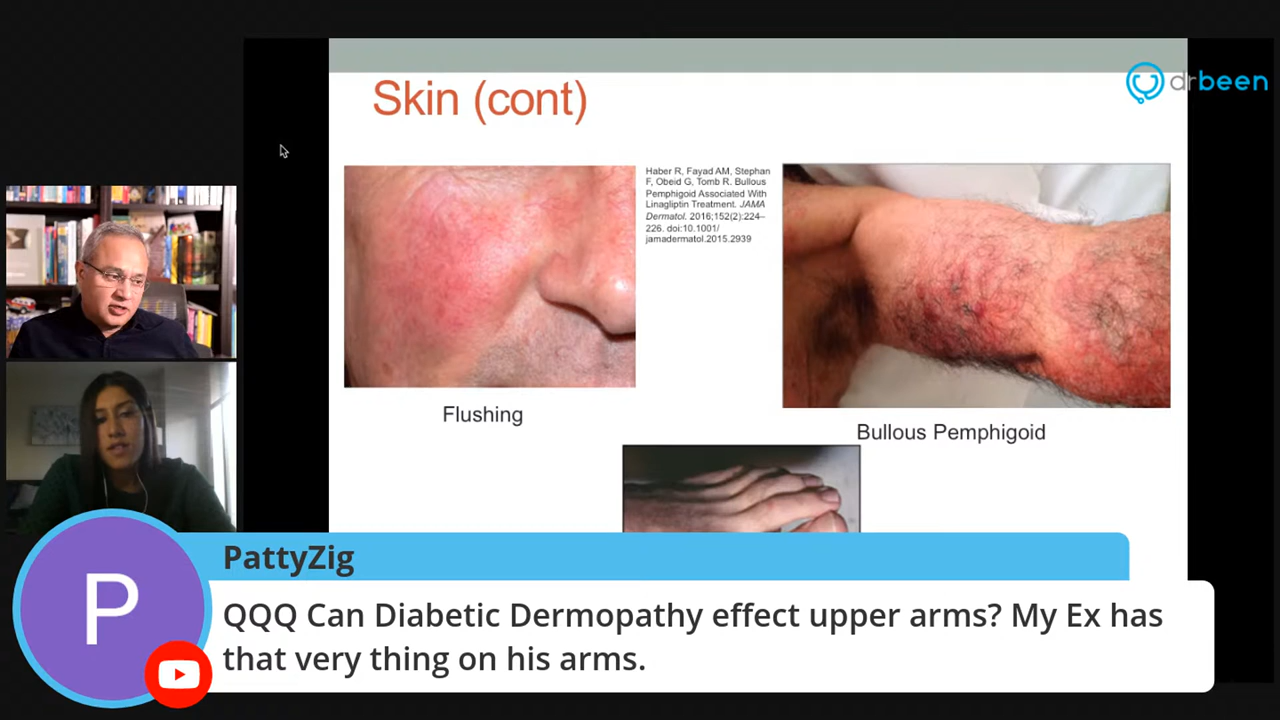 Skin (cont)
drbeen
Haber R, Fayad AM, Stephan
F, Obeid G, Tomb R. Bullous
Pemphigoid Associated With
Linagliptin Treatment. JAMA
Dermatol. 2016;152(2):224–
226. doi:10.1001/
jamadermatol.2015.2939
Flushing
Bullous Pemphigoid
P
PattyZig
QQQ Can Diabetic Dermopathy effect upper arms? My Ex has
that very thing on his arms.